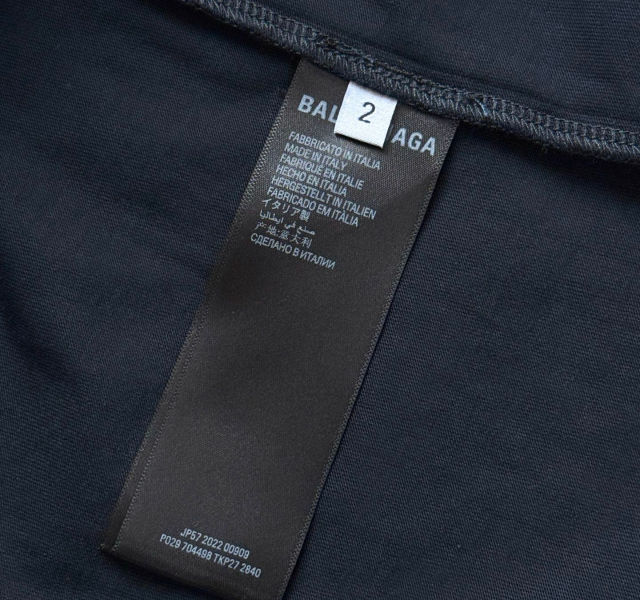 2
BAL AGA
FABBRICATO IN ITALIA
MADE IN ITALY
FABRIQUÉ EN ITALIE
HECHO EN ITALIA
HERGESTELLT IN ITALIEN
FABRICADO EM ITÁLIA
イタリア製
صنع في إيطاليا
产地:意大利
СДЕЛАНО В ИТАЛИИ
JP57 2022 00909
P029 704498 TKP27 2840